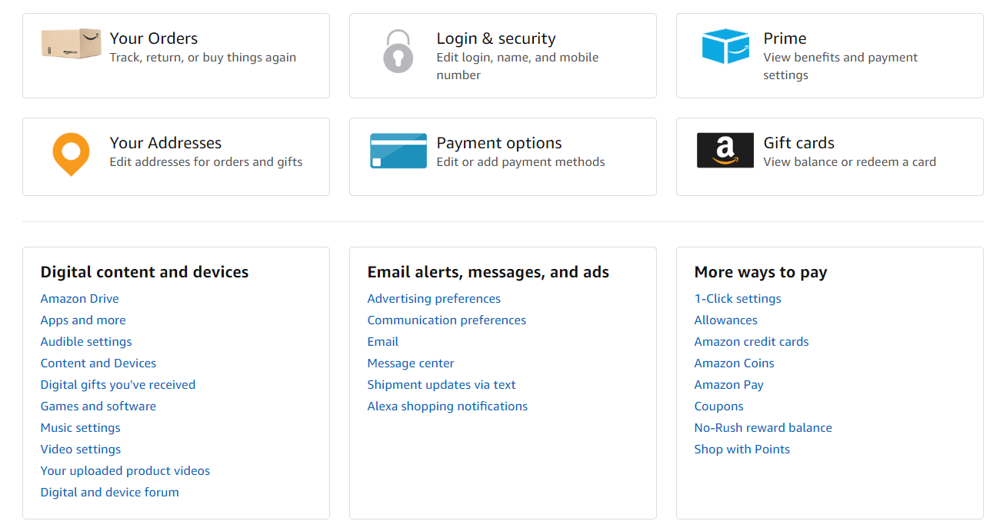 Your Orders
Track, return, or buy things again
Login & security
Edit login, name, and mobile
number
Prime
View benefits and payment
settings
Your Addresses
Edit addresses for orders and gifts
Payment options
Edit or add payment methods
a
Gift cards
View balance or redeem a card
Digital content and devices
Amazon Drive
Apps and more
Audible settings
Content and Devices
Digital gifts you've received
Games and software
Music settings
Video settings
Your uploaded product videos
Digital and device forum
Email alerts, messages, and ads
Advertising preferences
Communication preferences
Email
Message center
Shipment updates via text
Alexa shopping notifications
More ways to pay
1-Click settings
Allowances
Amazon credit cards
Amazon Coins
Amazon Pay
Coupons
No-Rush reward balance
Shop with Points